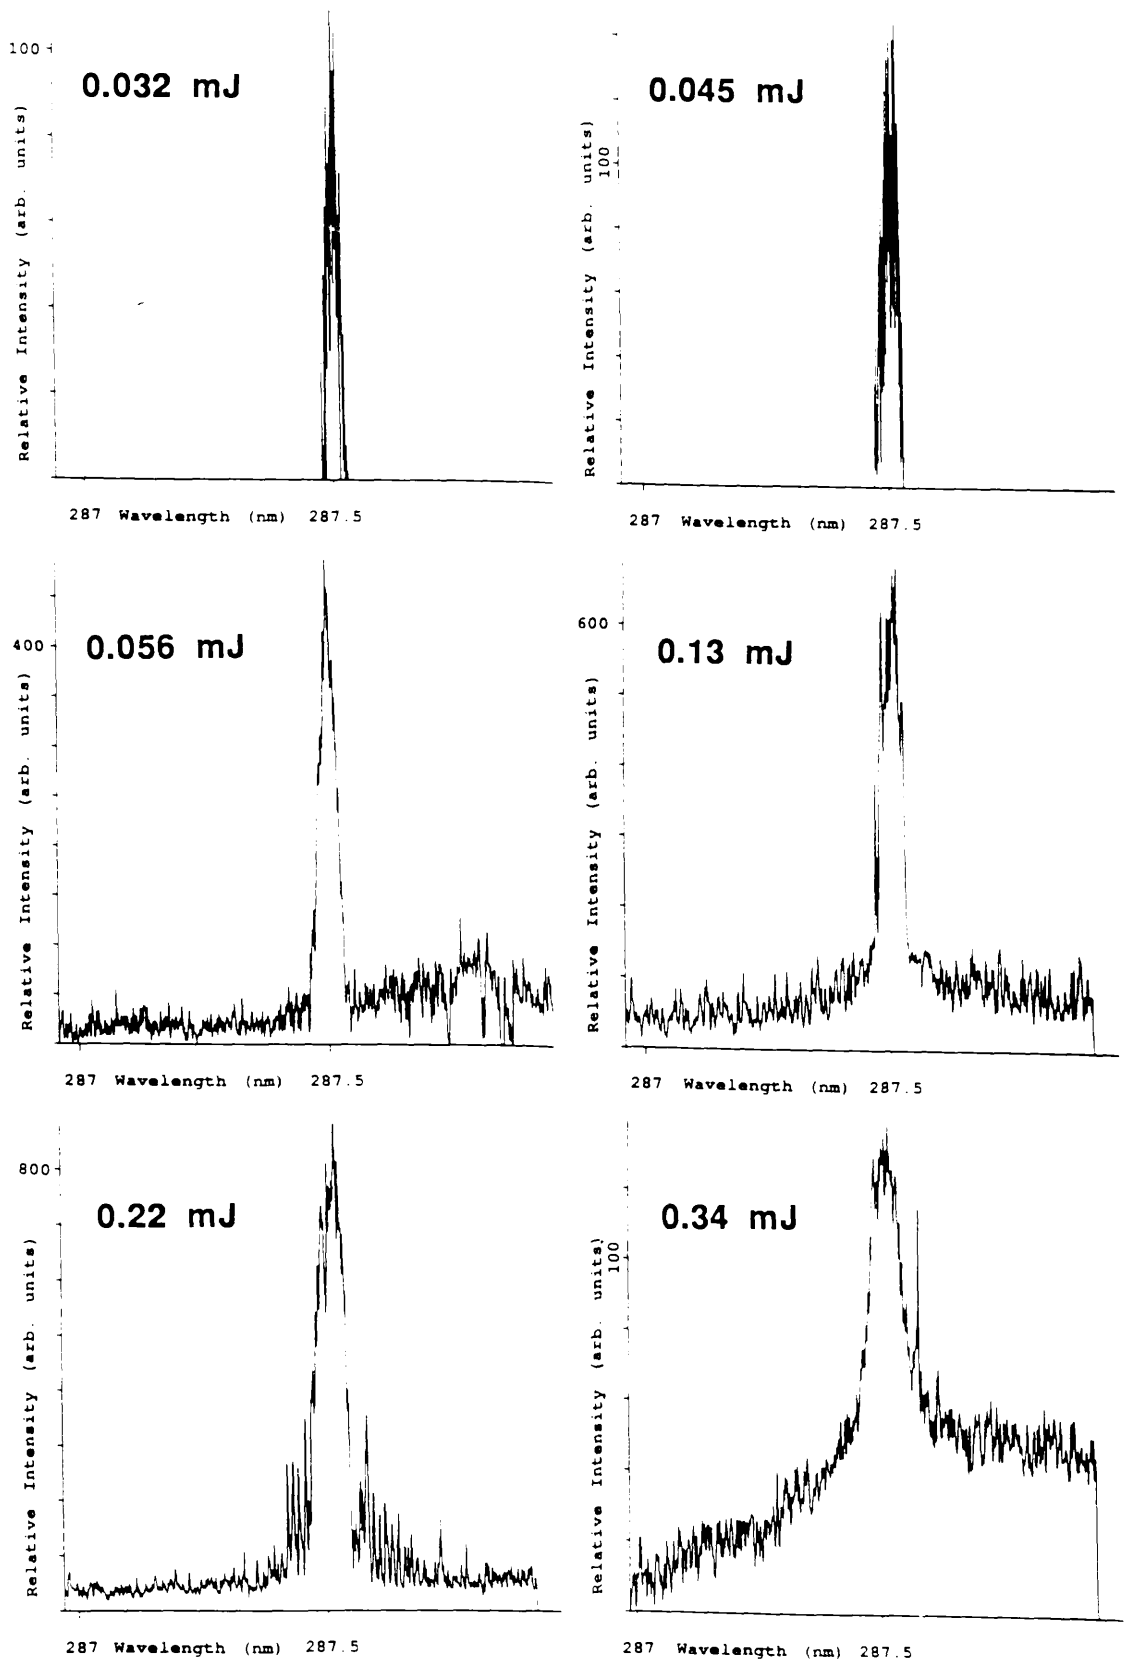 100
0.032 mJ
Relative Intensity (arb. units)
287 Wavelength (nm) 287.5
100
0.045 mJ
Relative Intensity (arb. units)
287 Wavelength (nm) 287.5
400
0.056 mJ
Relative Intensity (arb. units)
287 Wavelength (nm) 287.5
600
0.13 mJ
Relative Intensity (arb. units)
287 Wavelength (nm) 287.5
800
0.22 mJ
Relative Intensity (arb. units)
287 Wavelength (nm) 287.5
100
0.34 mJ
Relative Intensity (arb. units)
287 Wavelength (nm) 287.5